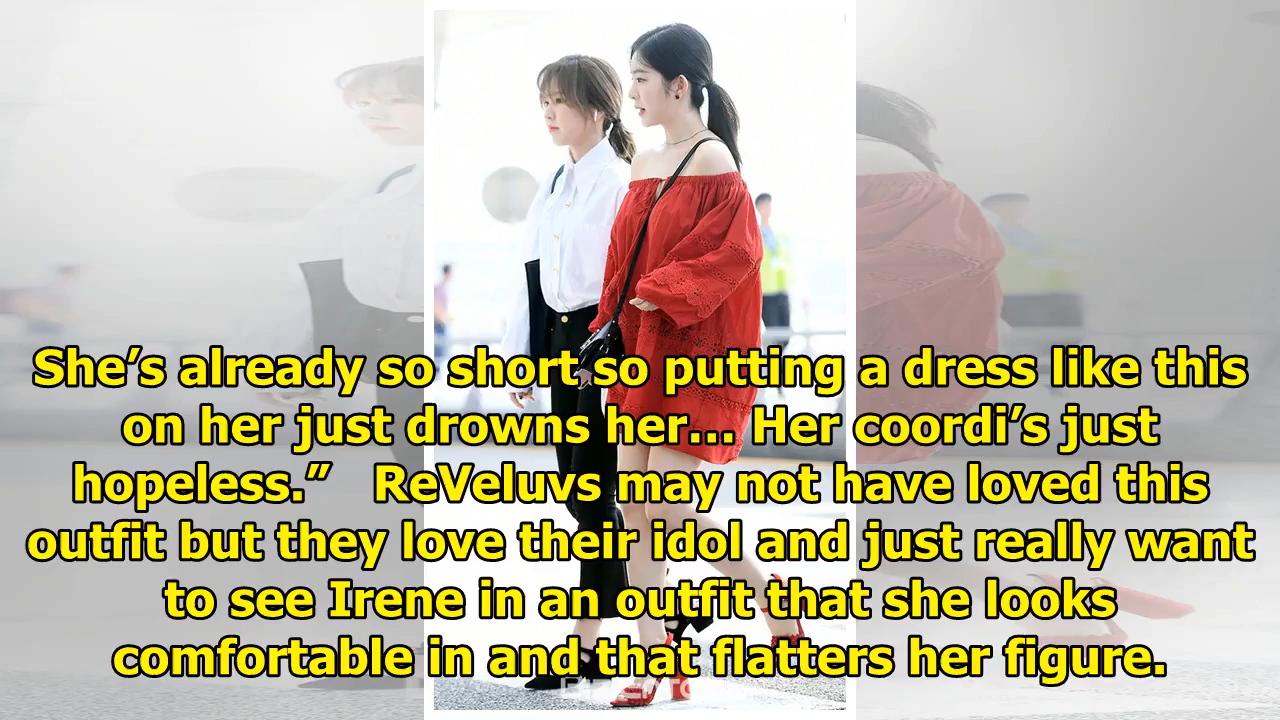 She’s already so short so putting a dress like this
on her just drowns her... Her coordi’s just
hopeless.”   ReVeluvs may not have loved this
outfit but they love their idol and just really want
to see Irene in an outfit that she looks
comfortable in and that flatters her figure.